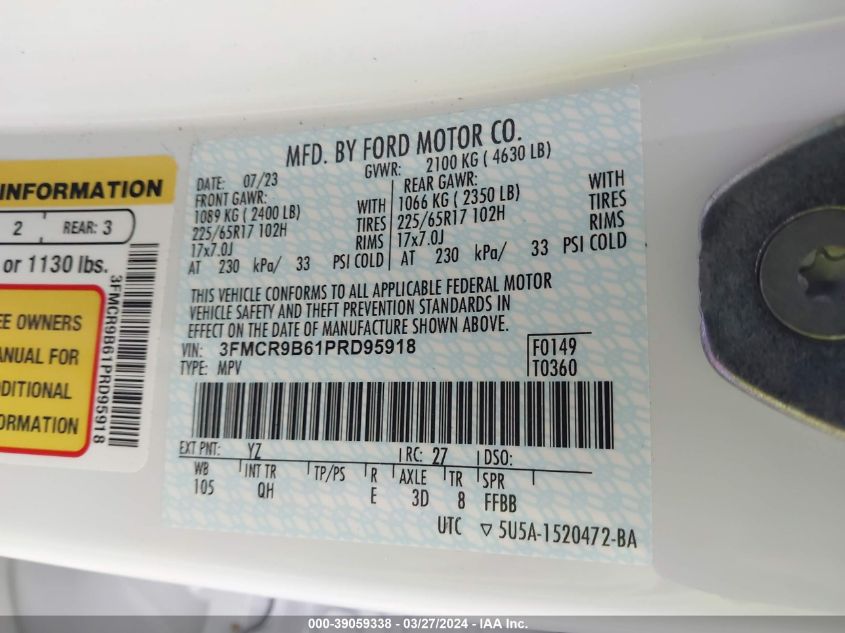 INFORMATION
2 REAR: 3
or 1130 lbs.
EE OWNERS
ANUAL FOR
DDITIONAL
FORMATION
3FMCR9B61PRD95918
MFD. BY FORD MOTOR CO.
DATE: 07/23 GVWR: 2100 KG ( 4630 LB)
FRONT GAWR: REAR GAWR: WITH
1089 KG ( 2400 LB) WITH 1066 KG ( 2350 LB) TIRES
225/65R17 102H TIRES 225/65R17 102H RIMS
17x7.0J RIMS 17x7.0J
AT 230 kPa/ 33 PSI COLD AT 230 kPa/ 33 PSI COLD
THIS VEHICLE CONFORMS TO ALL APPLICABLE FEDERAL MOTOR
VEHICLE SAFETY AND THEFT PREVENTION STANDARDS IN
EFFECT ON THE DATE OF MANUFACTURE SHOWN ABOVE.
VIN: 3FMCR9B61PRD95918 F0149
TYPE: MPV T0360
EXT PNT: YZ RC: 27 DSO:
WB INT TR TP/PS R AXLE TR SPR
105 QH E 3D 8 FFBB
UTC ▽ 5U5A-1520472-BA
000-39059338 - 03/27/2024 - IAA Inc.